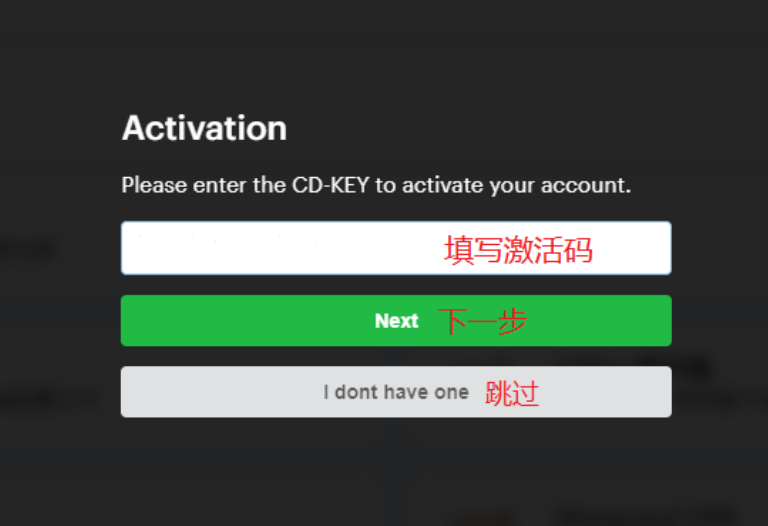 Activation
Please enter the CD-KEY to activate your account.
填写激活码
Next 下一步
I dont have one 跳过